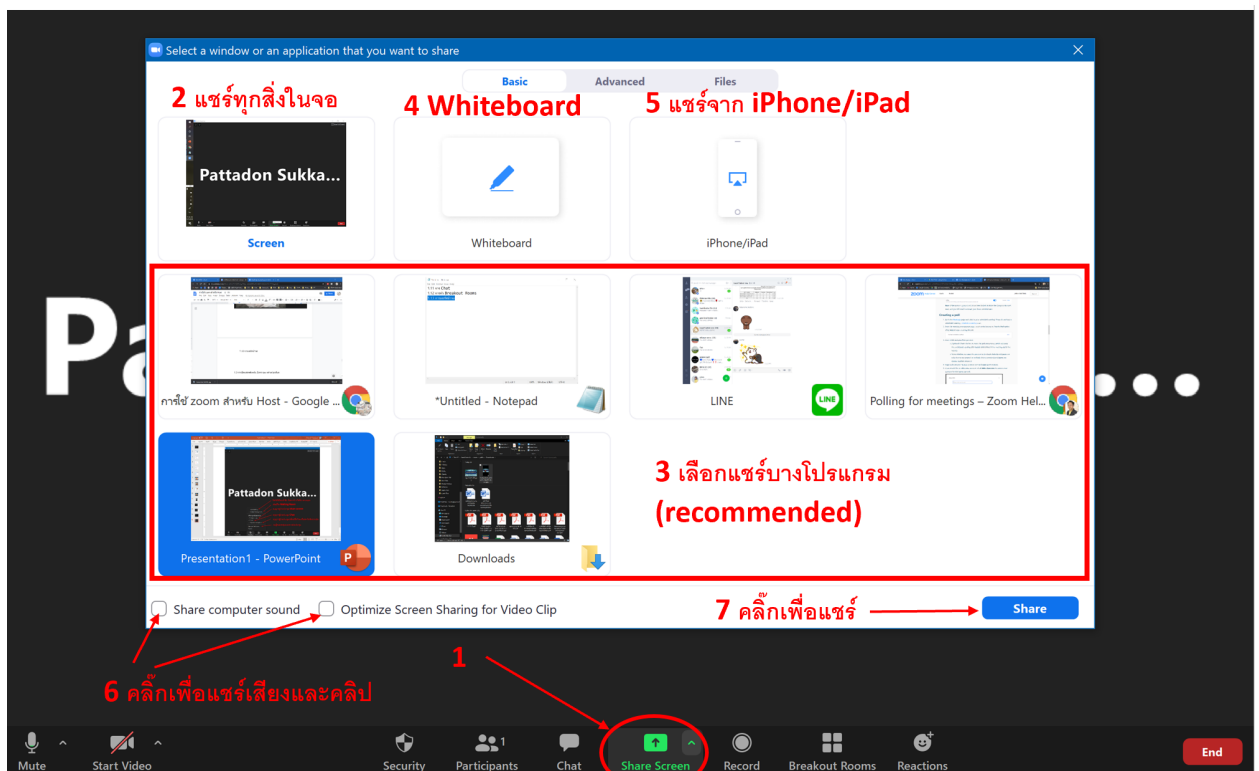 Select a window or an application that you want to share
Basic Advanced Files
2 แชร์ทุกสิ่งในจอ
4 Whiteboard
5 แชร์จาก iPhone/iPad
Pattadon Sukka...
Screen
Whiteboard
iPhone/iPad
Pa
...
การใช้ zoom สำหรับ Host - Google ...
*Untitled - Notepad
LINE
LINE
Polling for meetings – Zoom Hel...
Pattadon Sukka...
Presentation1 - PowerPoint
P
Downloads
3 เลือกแชร์บางโปรแกรม
(recommended)
Share computer sound
Optimize Screen Sharing for Video Clip
7 คลิ๊กเพื่อแชร์
Share
1
6 คลิ๊กเพื่อแชร์เสียงและคลิป
1
Mute
Start Video
Security
Participants
Chat
Share Screen
Record
Breakout Rooms
Reactions
End